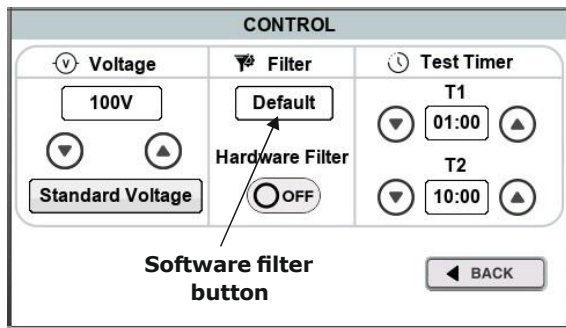 CONTROL
Voltage
100V
Standard Voltage
Filter
Default
Hardware Filter
OFF
Test Timer
T1
01:00
T2
10:00
Software filter
button
BACK